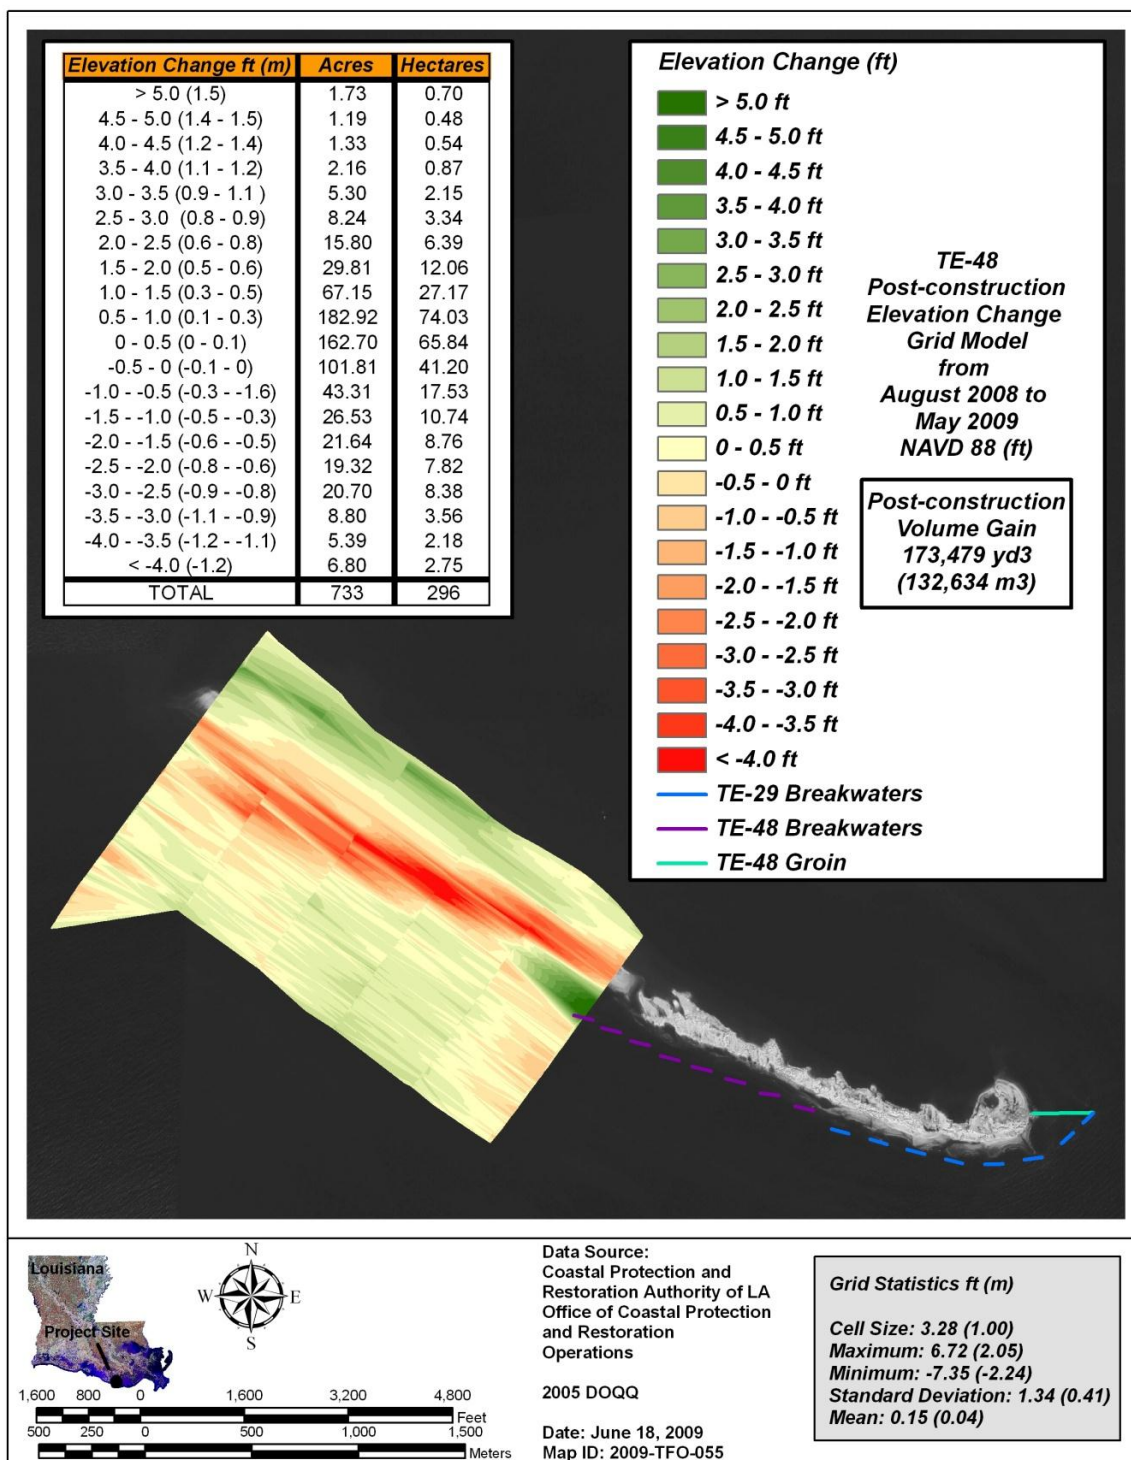 Elevation Change ft (m) Acres Hectares
> 5.0 (1.5) 1.73 0.70
4.5 - 5.0 (1.4 - 1.5) 1.19 0.48
4.0 - 4.5 (1.2 - 1.4) 1.33 0.54
3.5 - 4.0 (1.1 - 1.2) 2.16 0.87
3.0 - 3.5 (0.9 - 1.1 ) 5.30 2.15
2.5 - 3.0 (0.8 - 0.9) 8.24 3.34
2.0 - 2.5 (0.6 - 0.8) 15.80 6.39
1.5 - 2.0 (0.5 - 0.6) 29.81 12.06
1.0 - 1.5 (0.3 - 0.5) 67.15 27.17
0.5 - 1.0 (0.1 - 0.3) 182.92 74.03
0 - 0.5 (0 - 0.1) 162.70 65.84
-0.5 - 0 (-0.1 - 0) 101.81 41.20
-1.0 - -0.5 (-0.3 - -1.6) 43.31 17.53
-1.5 - -1.0 (-0.5 - -0.3) 26.53 10.74
-2.0 - -1.5 (-0.6 - -0.5) 21.64 8.76
-2.5 - -2.0 (-0.8 - -0.6) 19.32 7.82
-3.0 - -2.5 (-0.9 - -0.8) 20.70 8.38
-3.5 - -3.0 (-1.1 - -0.9) 8.80 3.56
-4.0 - -3.5 (-1.2 - -1.1) 5.39 2.18
< -4.0 (-1.2) 6.80 2.75
TOTAL 733 296
Elevation Change (ft)
> 5.0 ft
4.5 - 5.0 ft
4.0 - 4.5 ft
3.5 - 4.0 ft
3.0 - 3.5 ft
2.5 - 3.0 ft
2.0 - 2.5 ft
1.5 - 2.0 ft
1.0 - 1.5 ft
0.5 - 1.0 ft
0 - 0.5 ft
-0.5 - 0 ft
-1.0 - -0.5 ft
-1.5 - -1.0 ft
-2.0 - -1.5 ft
-2.5 - -2.0 ft
-3.0 - -2.5 ft
-3.5 - -3.0 ft
-4.0 - -3.5 ft
< -4.0 ft
TE-29 Breakwaters
TE-48 Breakwaters
TE-48 Groin
TE-48
Post-construction
Elevation Change
Grid Model
from
August 2008 to
May 2009
NAVD 88 (ft)
Post-construction
Volume Gain
173,479 yd3
(132,634 m3)
Louisiana
Project Site
N
W E
S
1,600 800 0 1,600 3,200 4,800
Feet
500 250 0 500 1,000 1,500
Meters
Data Source:
Coastal Protection and
Restoration Authority of LA
Office of Coastal Protection
and Restoration
Operations
2005 DOQQ
Date: June 18, 2009
Map ID: 2009-TFO-055
Grid Statistics ft (m)
Cell Size: 3.28 (1.00)
Maximum: 6.72 (2.05)
Minimum: -7.35 (-2.24)
Standard Deviation: 1.34 (0.41)
Mean: 0.15 (0.04)